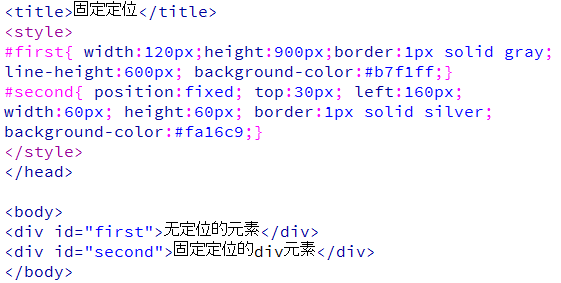 <title>固定定位</title>
<style>
#first{ width:120px;height:900px;border:1px solid gray;
line-height:600px; background-color:#b7f1ff;}
#second{ position:fixed; top:30px; left:160px;
width:60px; height:60px; border:1px solid silver;
background-color:#fa16c9;}
</style>
</head>
<body>
<div id="first">无定位的元素</div>
<div id="second">固定定位的div元素</div>
</body>